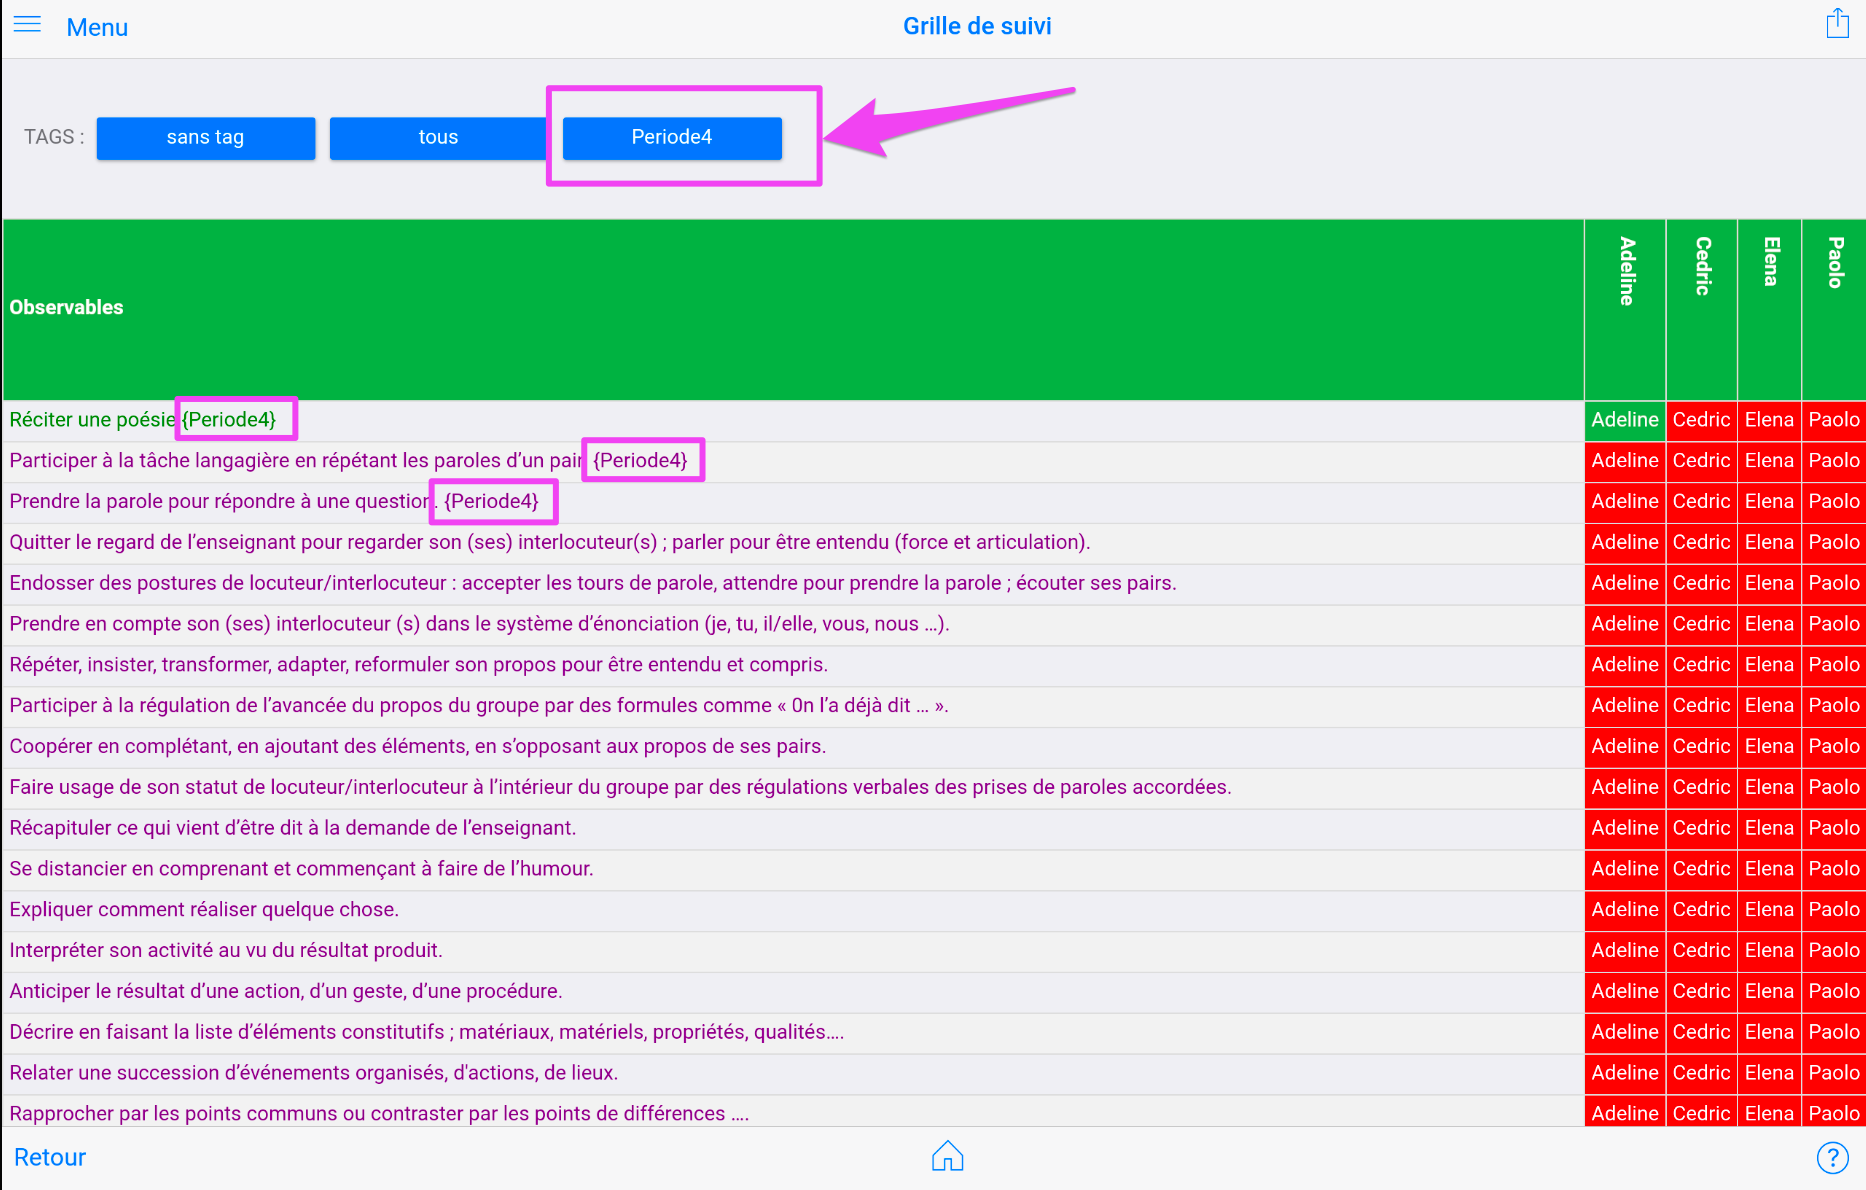 Menu
Grille de suivi
TAGS :
sans tag
tous
Periode4
Observables
Adeline
Cedric
Elena
Paolo
Réciter une poésie {Periode4} Adeline Cedric Elena Paolo
Participer à la tâche langagière en répétant les paroles d’un pair {Periode4} Adeline Cedric Elena Paolo
Prendre la parole pour répondre à une question. {Periode4} Adeline Cedric Elena Paolo
Quitter le regard de l’enseignant pour regarder son (ses) interlocuteur(s) ; parler pour être entendu (force et articulation). Adeline Cedric Elena Paolo
Endosser des postures de locuteur/interlocuteur : accepter les tours de parole, attendre pour prendre la parole ; écouter ses pairs. Adeline Cedric Elena Paolo
Prendre en compte son (ses) interlocuteur (s) dans le système d’énonciation (je, tu, il/elle, vous, nous ...). Adeline Cedric Elena Paolo
Répéter, insister, transformer, adapter, reformuler son propos pour être entendu et compris. Adeline Cedric Elena Paolo
Participer à la régulation de l’avancée du propos du groupe par des formules comme « 0n l’a déjà dit ... ». Adeline Cedric Elena Paolo
Coopérer en complétant, en ajoutant des éléments, en s’opposant aux propos de ses pairs. Adeline Cedric Elena Paolo
Faire usage de son statut de locuteur/interlocuteur à l’intérieur du groupe par des régulations verbales des prises de paroles accordées. Adeline Cedric Elena Paolo
Récapituler ce qui vient d’être dit à la demande de l’enseignant. Adeline Cedric Elena Paolo
Se distancier en comprenant et commençant à faire de l’humour. Adeline Cedric Elena Paolo
Expliquer comment réaliser quelque chose. Adeline Cedric Elena Paolo
Interpréter son activité au vu du résultat produit. Adeline Cedric Elena Paolo
Anticiper le résultat d’une action, d’un geste, d’une procédure. Adeline Cedric Elena Paolo
Décrire en faisant la liste d’éléments constitutifs ; matériaux, matériels, propriétés, qualités.... Adeline Cedric Elena Paolo
Relater une succession d’événements organisés, d'actions, de lieux. Adeline Cedric Elena Paolo
Rapprocher par les points communs ou contraster par les points de différences .... Adeline Cedric Elena Paolo
Retour
?